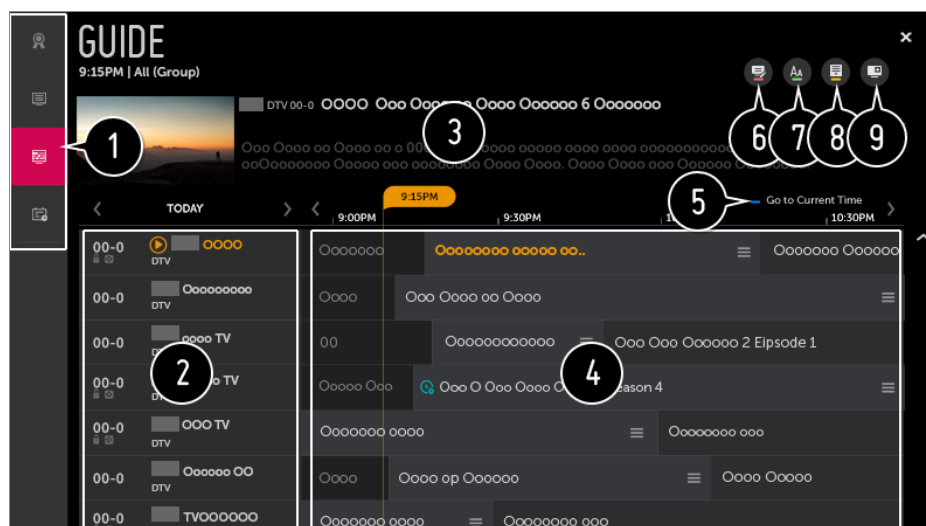 GUIDE
×
9:15PM | All (Group)
6 7 8 9
DTV 00-0 OOOO Ooo Oooo Oooooo 6 Ooooooo
3
1
5
Go to Current Time
TODAY
9:15PM
9:00PM 9:30PM 10:30PM
00-0 OOOO
DTV
Ooooooo Oooooooo ooooo oo.. Ooooooo Oooooo
00-0 Ooooooooo
DTV
Oooo Ooo Oooo oo Oooo
00-0 oooo TV
00 Oooooooooooo Ooo Ooo Oooooo 2 Eipsode 1
2
4
00-0 TV
DTV
Ooooo Ooo Ooo O Ooo Oooo 4
00-0 OOO TV
DTV
Ooooooo oooo Oooooooo ooo
00-0 Oooooo OO
DTV
Oooo Oooo op Oooooo Oooo Ooooo
00-0 TVOOOOOO
Ooooooo oooo Oooooooo ooo